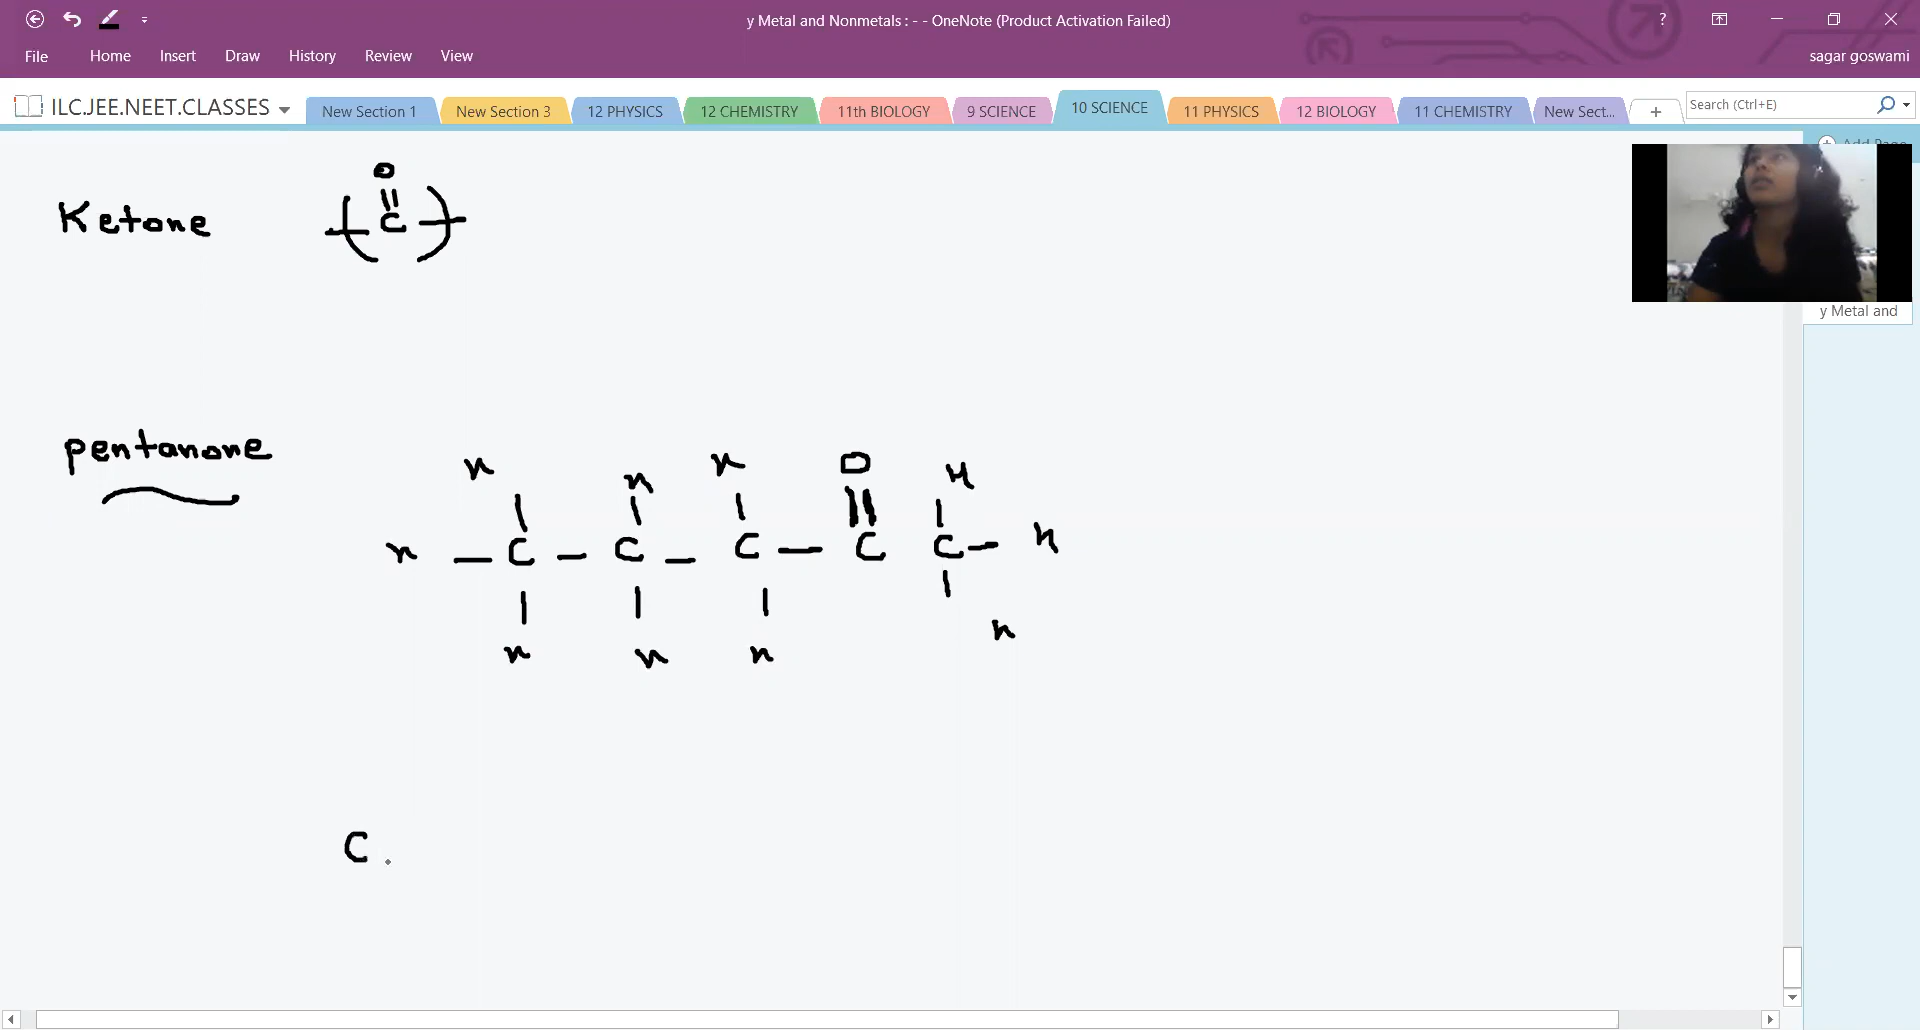 y Metal and Nonmetals : - - OneNote (Product Activation Failed)
?
File Home Insert Draw History Review View
sagar goswami
ILC.JEE.NEET.CLASSES
New Section 1 New Section 3 12 PHYSICS 12 CHEMISTRY 11th BIOLOGY 9 SCIENCE 10 SCIENCE 11 PHYSICS 12 BIOLOGY 11 CHEMISTRY New Sect... +
Search (Ctrl+E)
Add Page
y Metal and
O
Ketone (-C-)
pentanone
H H H O H
H - C - C - C - C C - H
H H H H
C